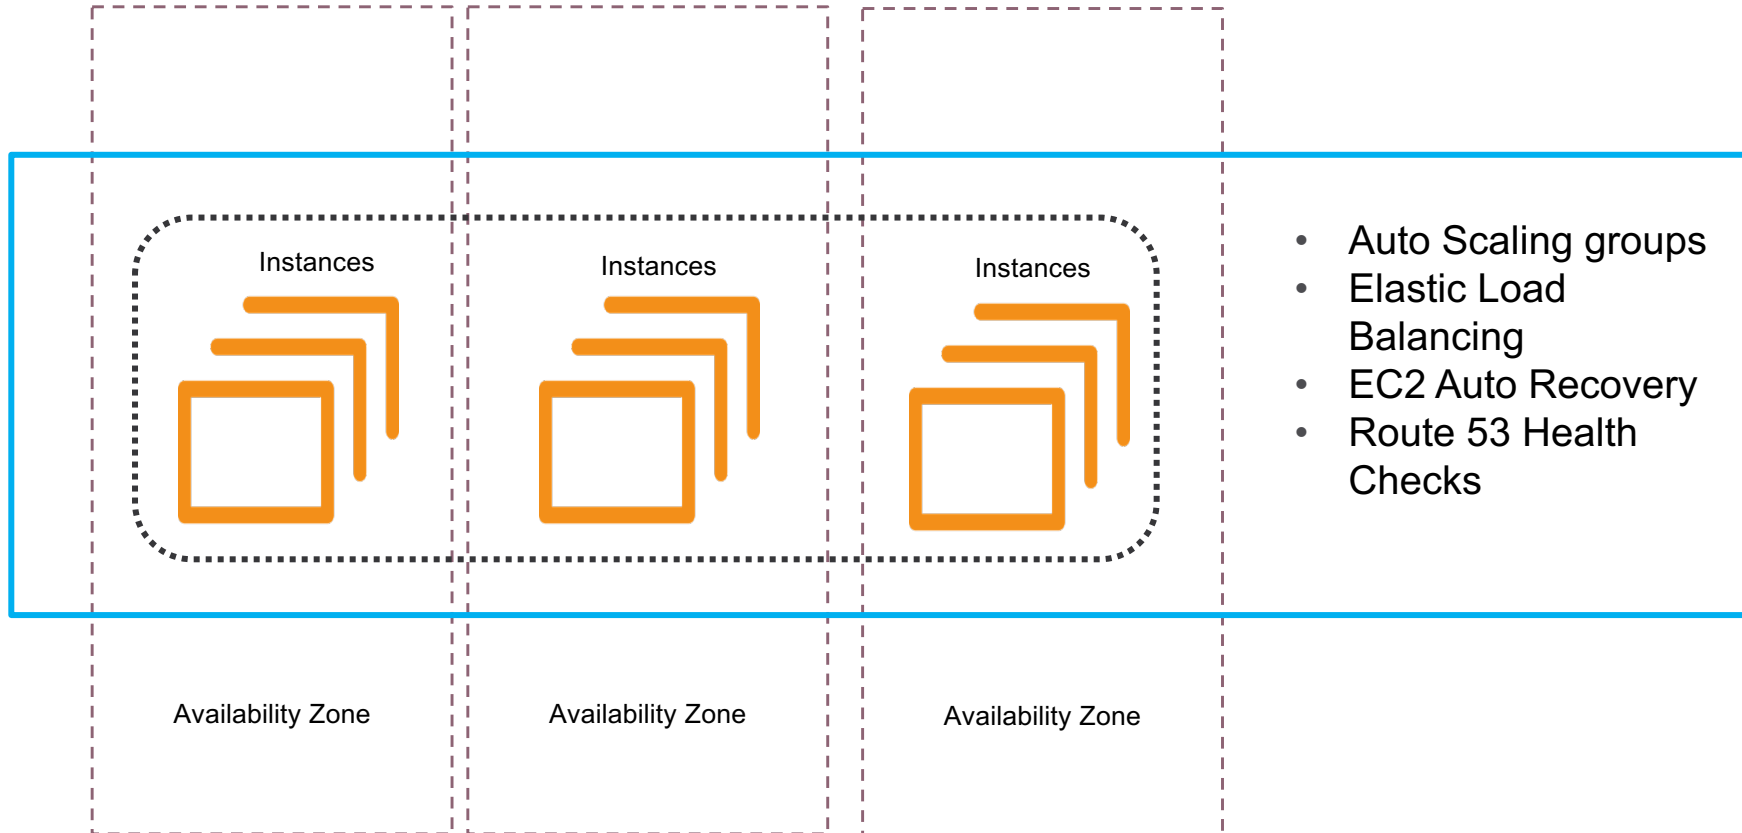 Instances
Instances
Instances
• Auto Scaling groups
• Elastic Load
Balancing
• EC2 Auto Recovery
• Route 53 Health
Checks
Availability Zone
Availability Zone
Availability Zone